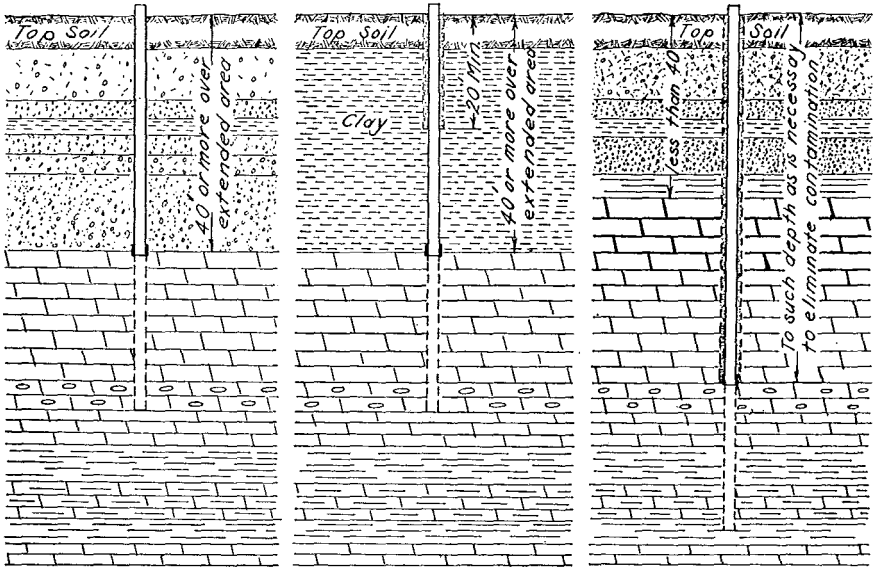 Top Soil
40' or more over
extended area
Top Soil
Clay
20' Min.
40' or more over
extended area
Top Soil
less than 40'
To such depth as is necessay
to eliminate contamination